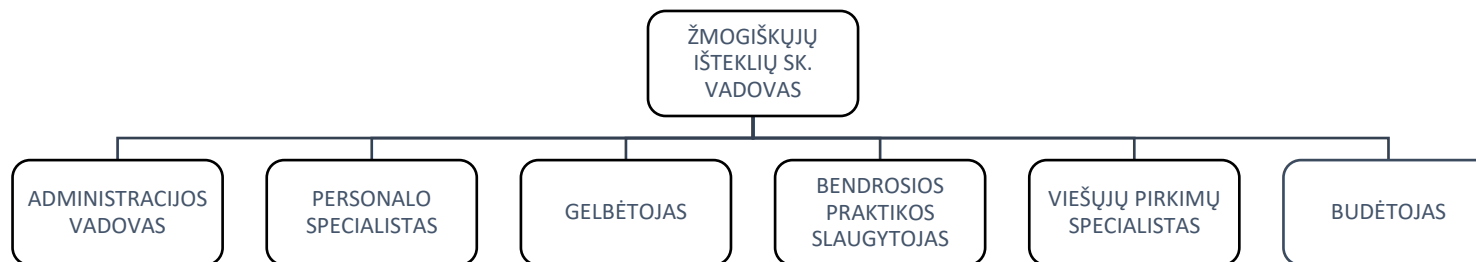 ŽMOGIŠKŲJŲ
IŠTEKLIŲ SK.
VADOVAS
ADMINISTRACIJOS
VADOVAS
PERSONALO
SPECIALISTAS
GELBĖTOJAS
BENDROSIOS
PRAKTIKOS
SLAUGYTOJAS
VIEŠŲJŲ PIRKIMŲ
SPECIALISTAS
BUDĖTOJAS